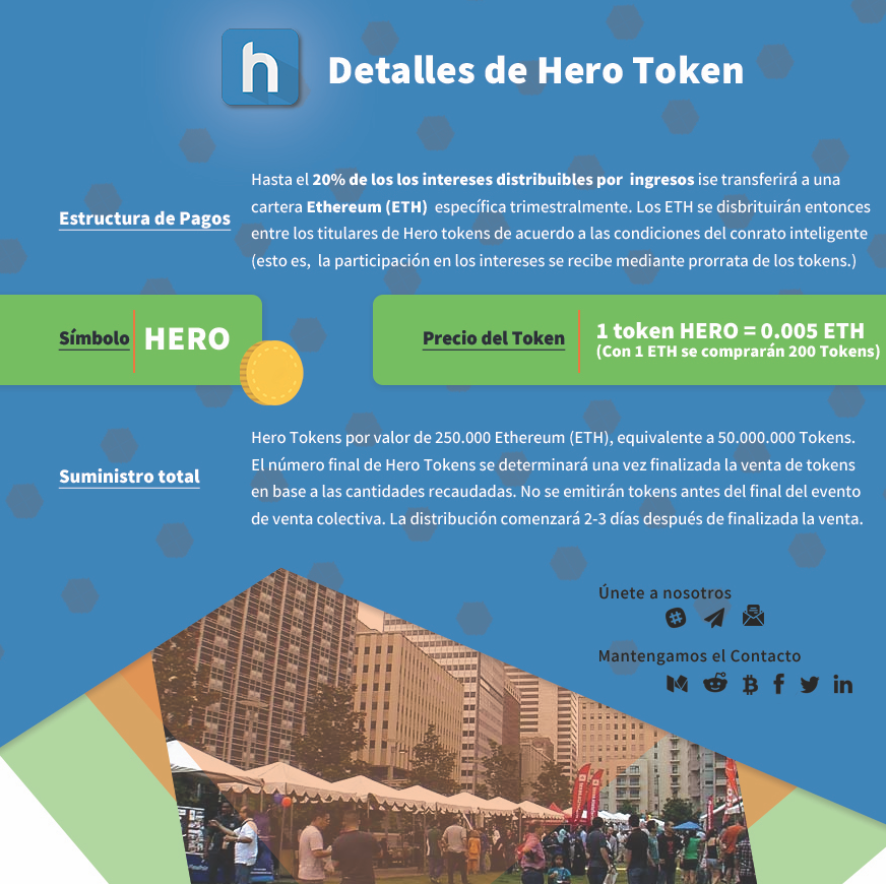 h
Detalles de Hero Token
Estructura de Pagos
Hasta el 20% de los los intereses distribuibles por ingresos ise transferirá a una
cartera Ethereum (ETH) específica trimestralmente. Los ETH se disbrituirán entonces
entre los titulares de Hero tokens de acuerdo a las condiciones del conrato inteligente
(esto es, la participación en los intereses se recibe mediante prorrata de los tokens.)
Símbolo HERO
Precio del Token
1 token HERO = 0.005 ETH
(Con 1 ETH se comprarán 200 Tokens)
Suministro total
Hero Tokens por valor de 250.000 Ethereum (ETH), equivalente a 50.000.000 Tokens.
El número final de Hero Tokens se determinará una vez finalizada la venta de tokens
en base a las cantidades recaudadas. No se emitirán tokens antes del final del evento
de venta colectiva. La distribución comenzará 2-3 días después de finalizada la venta.
Únete a nosotros
Mantengamos el Contacto